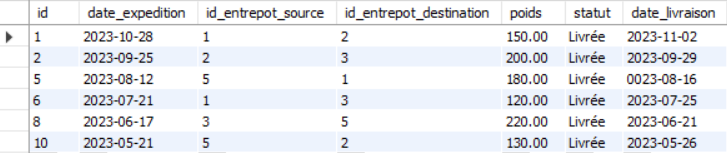 id date_expedition id_entrepot_source id_entrepot_destination poids statut date_livraison
1 2023-10-28 1 2 150.00 Livrée 2023-11-02
2 2023-09-25 2 3 200.00 Livrée 2023-09-29
5 2023-08-12 5 1 180.00 Livrée 0023-08-16
6 2023-07-21 1 3 120.00 Livrée 2023-07-25
8 2023-06-17 3 5 220.00 Livrée 2023-06-21
10 2023-05-21 5 2 130.00 Livrée 2023-05-26